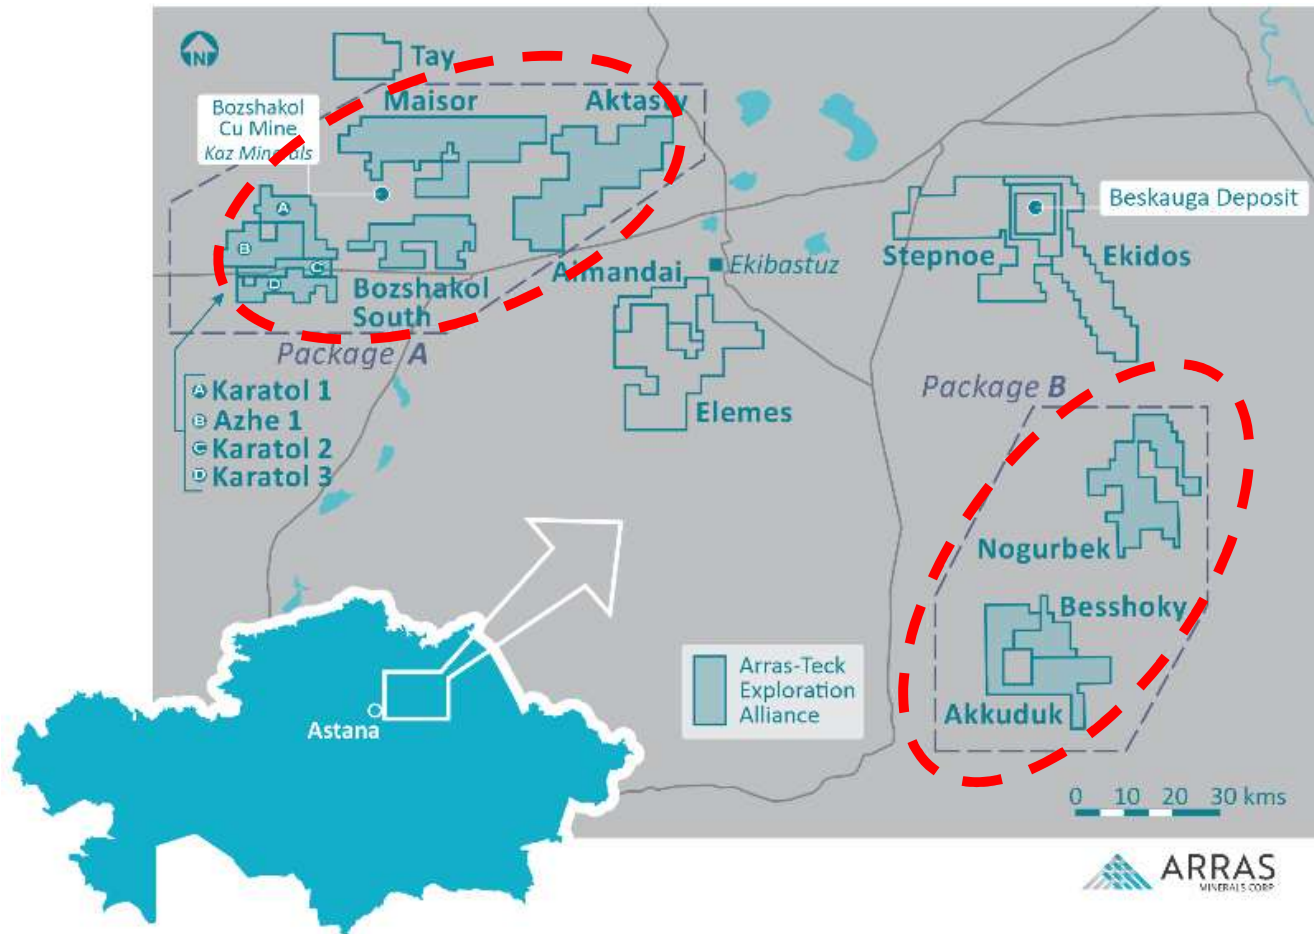 N
Tay
Maisor
Aktasty
Bozshakol
Cu Mine
Kaz Minerals
A
B
C
D
Bozshakol
South
Almandai
Ekibastuz
Stepnoe
Ekidos
Beskauga Deposit
Package A
A Karatol 1
B Azhe 1
C Karatol 2
D Karatol 3
Elemes
Package B
Nogurbek
Besshoky
Akkuduk
Arras-Teck
Exploration
Alliance
Astana
0 10 20 30 kms
ARRAS
MINERALS CORP